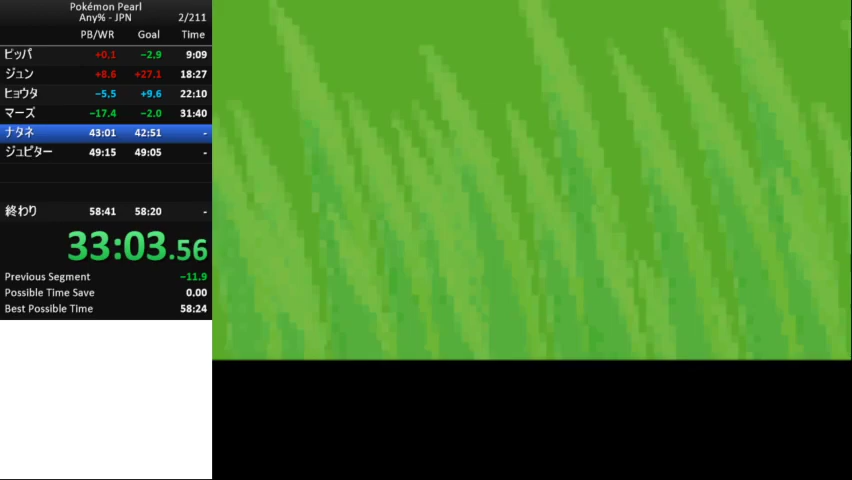 Pokémon Pearl
Any% - JPN 2/211
PB/WR Goal Time
ピッパ +0.1 −2.9 9:09
ジュン +8.6 +27.1 18:27
ヒョウタ −5.5 +9.6 22:10
マーズ −17.4 −2.0 31:40
ナタネ 43:01 42:51 -
ジュピター 49:15 49:05 -
終わり 58:41 58:20 -
33:03.56
Previous Segment −11.9
Possible Time Save 0.00
Best Possible Time 58:24